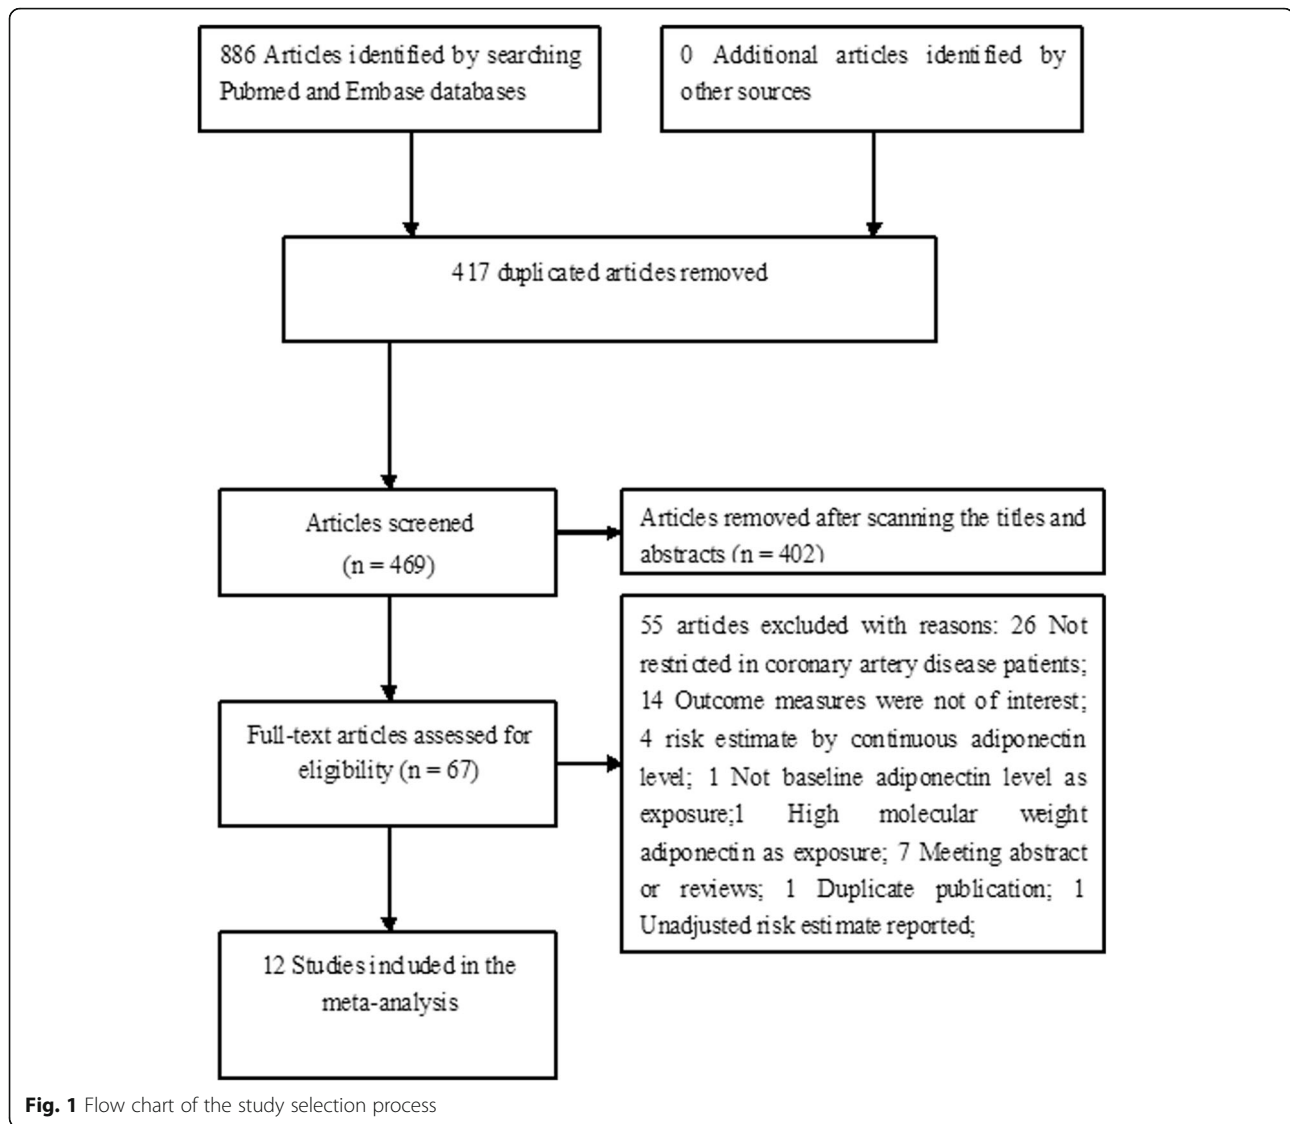 886 Articles identified by searching
Pubmed and Embase databases
0 Additional articles identified by
other sources
417 duplicated articles removed
Articles screened
(n = 469)
Articles removed after scanning the titles and
abstracts (n = 402)
Full-text articles assessed for
eligibility (n = 67)
55 articles excluded with reasons: 26 Not
restricted in coronary artery disease patients;
14 Outcome measures were not of interest;
4 risk estimate by continuous adiponectin
level; 1 Not baseline adiponectin level as
exposure;1 High molecular weight
adiponectin as exposure; 7 Meeting abstract
or reviews; 1 Duplicate publication; 1
Unadjusted risk estimate reported;
12 Studies included in the
meta-analysis
Fig. 1 Flow chart of the study selection process